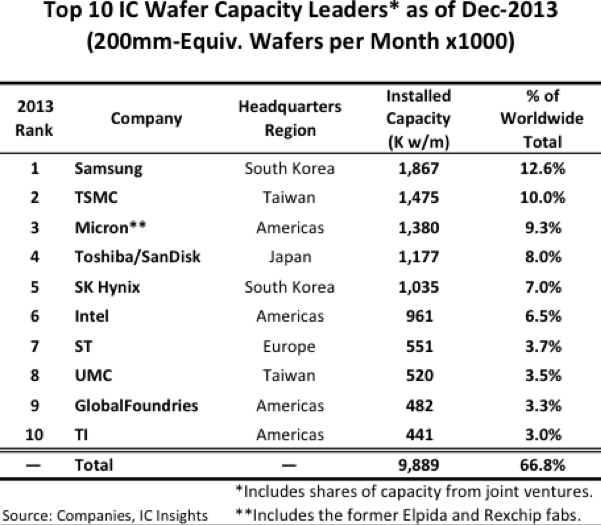 Top 10 IC Wafer Capacity Leaders* as of Dec-2013
(200mm-Equiv. Wafers per Month x1000)
2013 Rank Company Headquarters Region Installed Capacity (K w/m) % of Worldwide Total
1 Samsung South Korea 1,867 12.6%
2 TSMC Taiwan 1,475 10.0%
3 Micron** Americas 1,380 9.3%
4 Toshiba/SanDisk Japan 1,177 8.0%
5 SK Hynix South Korea 1,035 7.0%
6 Intel Americas 961 6.5%
7 ST Europe 551 3.7%
8 UMC Taiwan 520 3.5%
9 GlobalFoundries Americas 482 3.3%
10 TI Americas 441 3.0%
— Total — 9,889 66.8%
*Includes shares of capacity from joint ventures.
Source: Companies, IC Insights **Includes the former Elpida and Rexchip fabs.